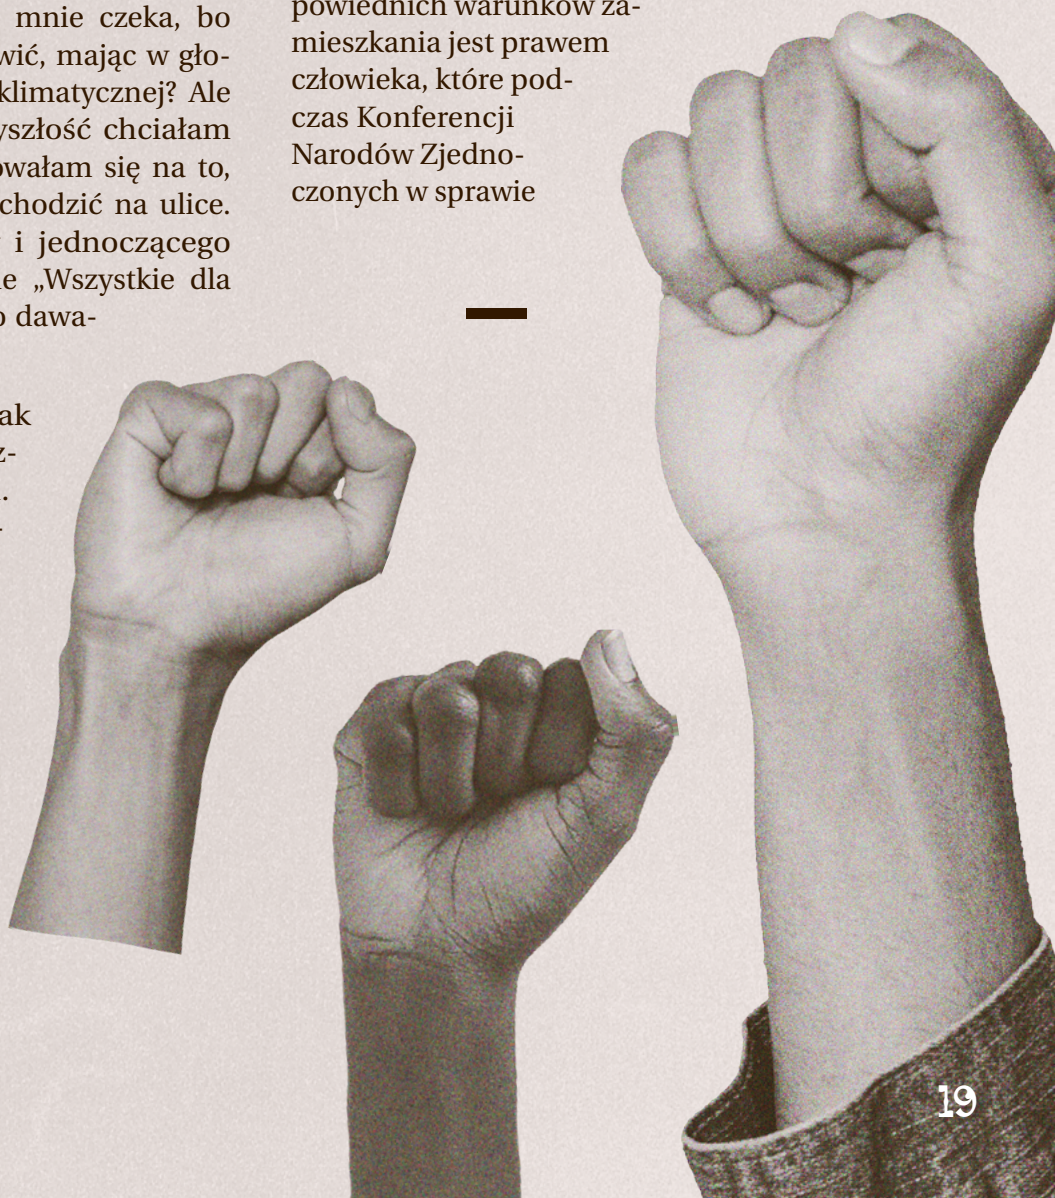 mnie czeka, bo
wić, mając w gło-
klimatycznej? Ale
yszłość chciałam
owałam się na to,
chodzić na ulice.
i jednoczącego
„Wszystkie dla
o dawa-
ak
z-
powiednich warunków za-
mieszkania jest prawem
człowieka, które pod-
czas Konferencji
Narodów Zjedno-
czonych w sprawie
19